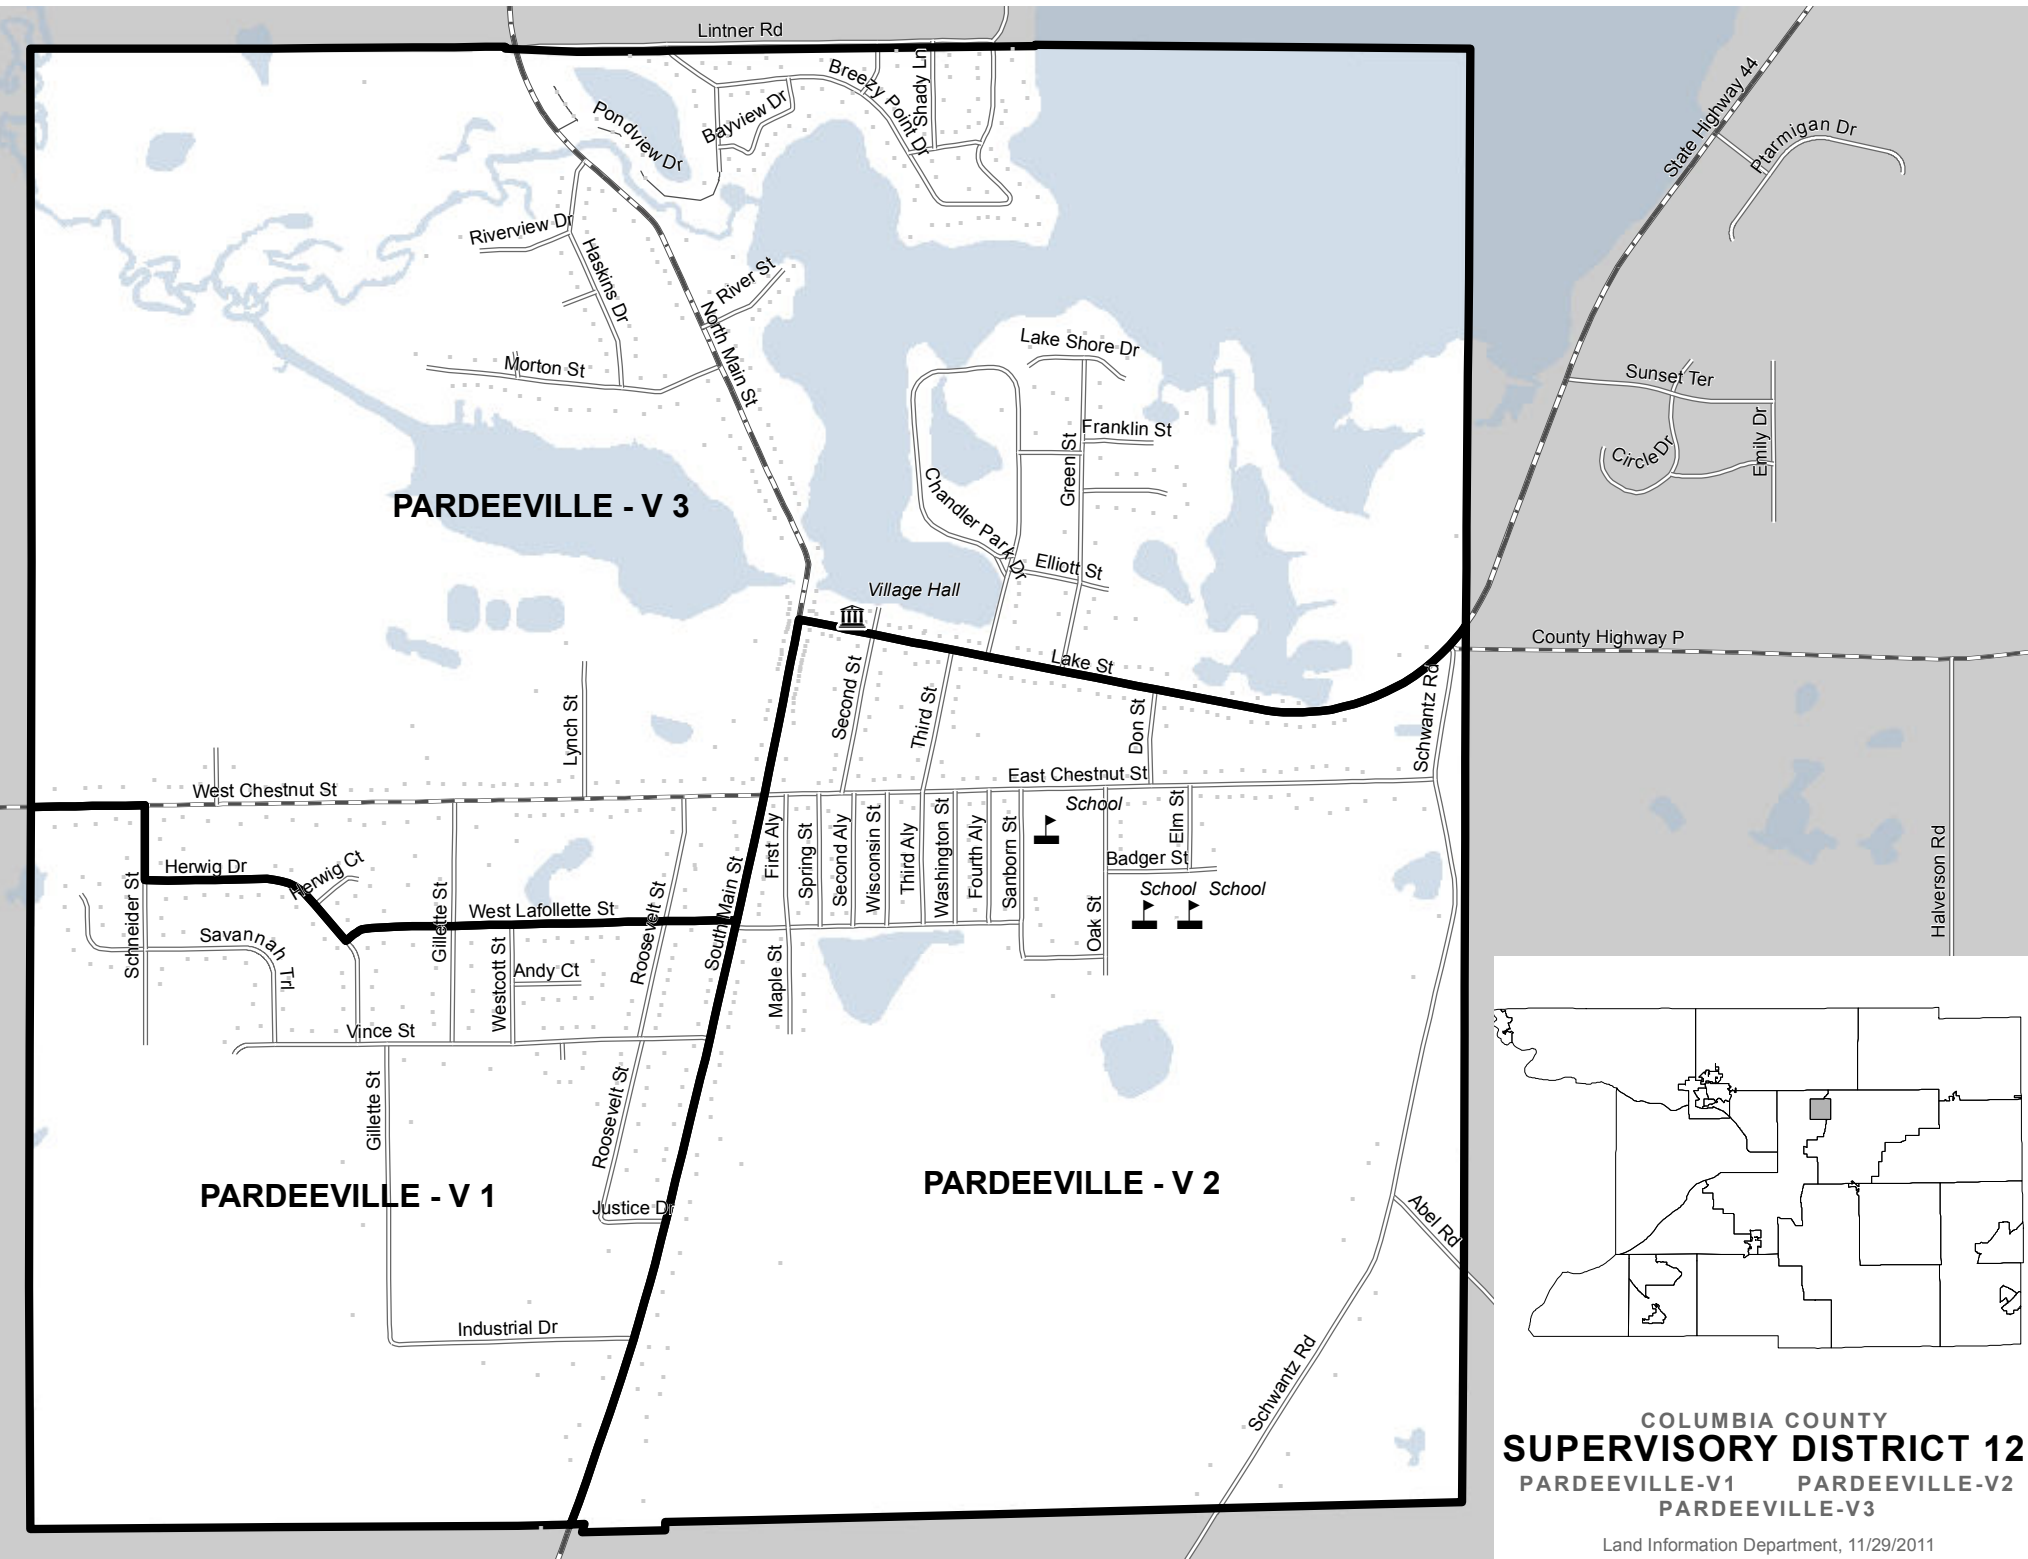 Lintner Rd
Breezy Point Dr
Shady Ln
Bayview Dr
Pondview Dr
State Highway 44
Ptarmigan Dr
Riverview Dr
Haskins Dr
River St
North Main St
Morton St
Lake Shore Dr
Sunset Ter
Emily Dr
Circle Dr
Franklin St
Green St
Chandler Park Dr
PARDEEVILLE - V 3
Elliott St
Village Hall
County Highway P
Lake St
Second St
Third St
Don St
Schwantz Rd
Lynch St
West Chestnut St
East Chestnut St
School
First Aly
Spring St
Second Aly
Wisconsin St
Third Aly
Washington St
Fourth Aly
Sanborn St
Elm St
Badger St
School School
Oak St
Halverson Rd
Herwig Dr
Herwig Ct
Schneider St
Gillette St
West Lafollette St
Roosevelt St
South Main St
Savannah Trl
Westcott St
Andy Ct
Maple St
Vince St
Gillette St
Roosevelt St
PARDEEVILLE - V 1
PARDEEVILLE - V 2
Justice Dr
Abel Rd
Industrial Dr
Schwantz Rd
COLUMBIA COUNTY
SUPERVISORY DISTRICT 12
PARDEEVILLE-V1 PARDEEVILLE-V2
PARDEEVILLE-V3
Land Information Department, 11/29/2011